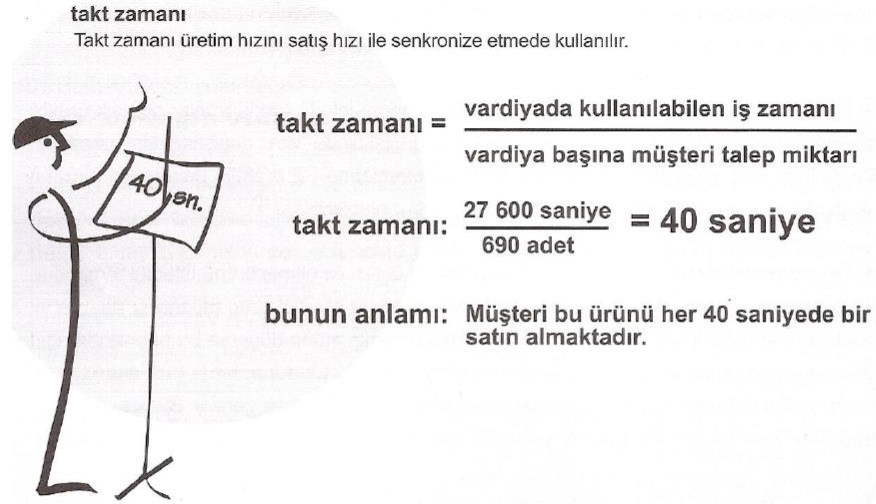 takt zamanı
Takt zamanı üretim hızını satış hızı ile senkronize etmede kullanılır.
40 sn.
takt zamanı =
vardiyada kullanılabilen iş zamanı
vardiya başına müşteri talep miktarı
takt zamanı:
27 600 saniye
690 adet
= 40 saniye
bunun anlamı: Müşteri bu ürünü her 40 saniyede bir
satın almaktadır.